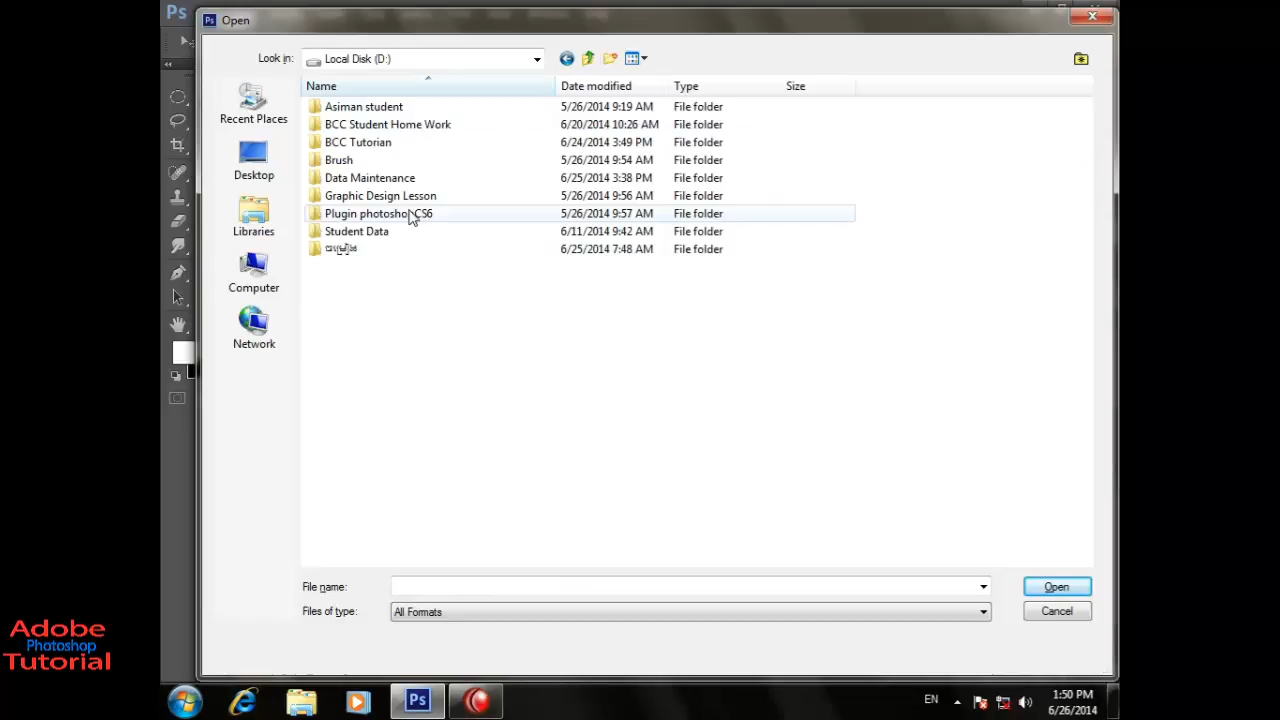 Ps
Open
Look in:
Local Disk (D:)
Name
Date modified
Type
Size
Asiman student
5/26/2014 9:19 AM
File folder
BCC Student Home Work
6/20/2014 10:26 AM
File folder
BCC Tutorian
6/24/2014 3:49 PM
File folder
Brush
5/26/2014 9:54 AM
File folder
Data Maintenance
6/25/2014 3:38 PM
File folder
Graphic Design Lesson
5/26/2014 9:56 AM
File folder
Plugin photoshop CS6
5/26/2014 9:57 AM
File folder
Student Data
6/11/2014 9:42 AM
File folder
6/25/2014 7:48 AM
File folder
Recent Places
Desktop
Libraries
Computer
Network
File name:
Open
Files of type:
All Formats
Cancel
Adobe
Photoshop
Tutorial
Ps
EN
1:50 PM
6/26/2014